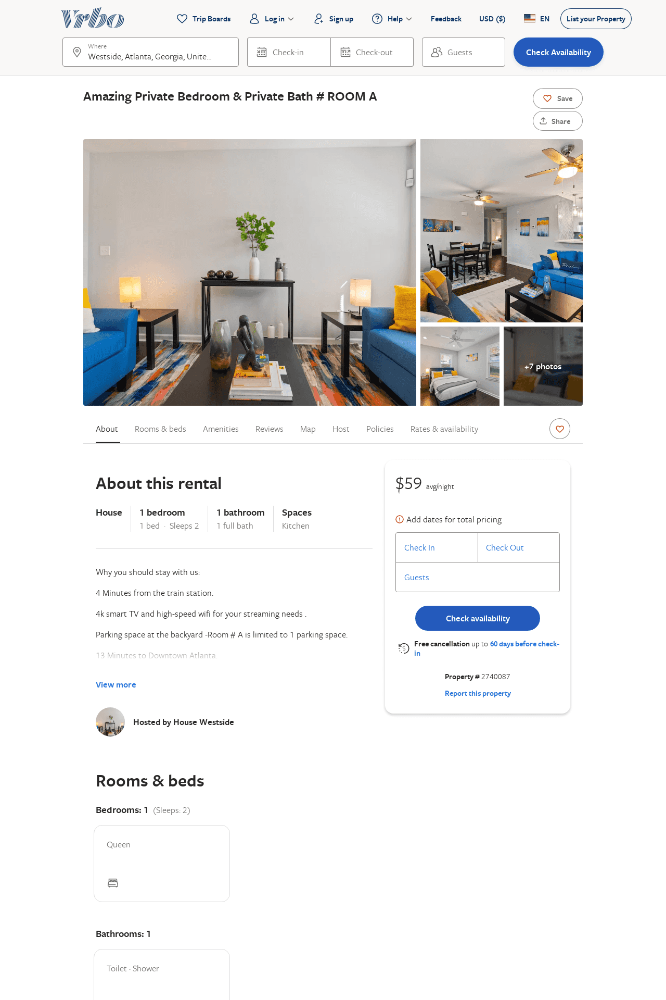 Vrbo
Trip Boards
Log in
Sign up
Help
Feedback
USD ($)
EN
List your Property
Where
Westside, Atlanta, Georgia, Unite...
Check-in
Check-out
Guests
Check Availability
Amazing Private Bedroom & Private Bath # ROOM A
Save
Share
+7 photos
About
Rooms & beds
Amenities
Reviews
Map
Host
Policies
Rates & availability
About this rental
House
1 bedroom
1 bed · Sleeps 2
1 bathroom
1 full bath
Spaces
Kitchen
Why you should stay with us:
4 Minutes from the train station.
4k smart TV and high-speed wifi for your streaming needs .
Parking space at the backyard -Room # A is limited to 1 parking space.
13 Minutes to Downtown Atlanta.
View more
Hosted by House Westside
$59 avg/night
Add dates for total pricing
Check In
Check Out
Guests
Check availability
Free cancellation up to 60 days before check-
in
Property # 2740087
Report this property
Rooms & beds
Bedrooms: 1 (Sleeps: 2)
Queen
Bathrooms: 1
Toilet · Shower